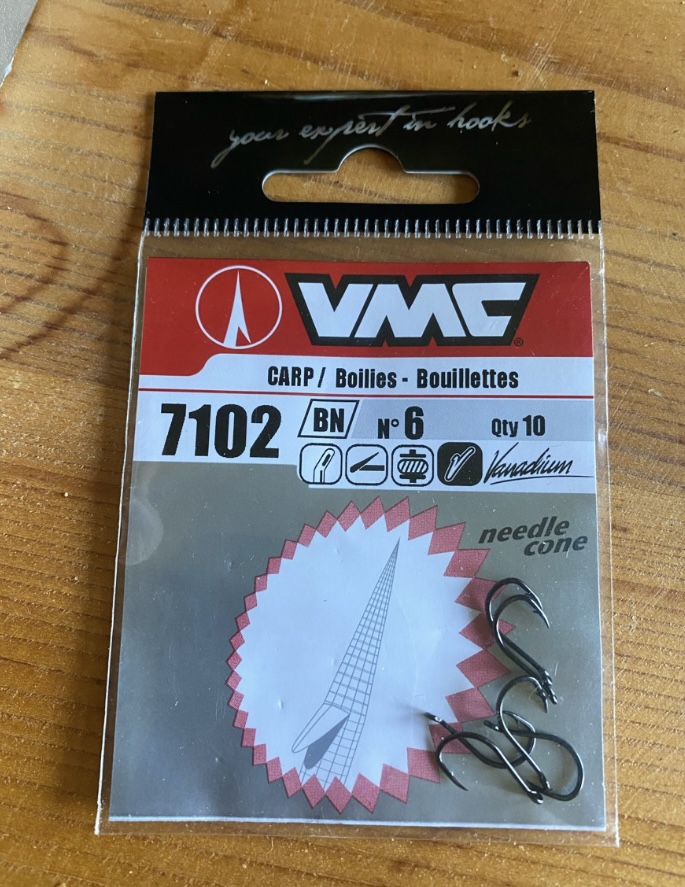 your expert in hooks
VMC®
CARP / Boilies - Bouillettes
7102 BN N° 6 Qty 10
Vanadium
needle
cone